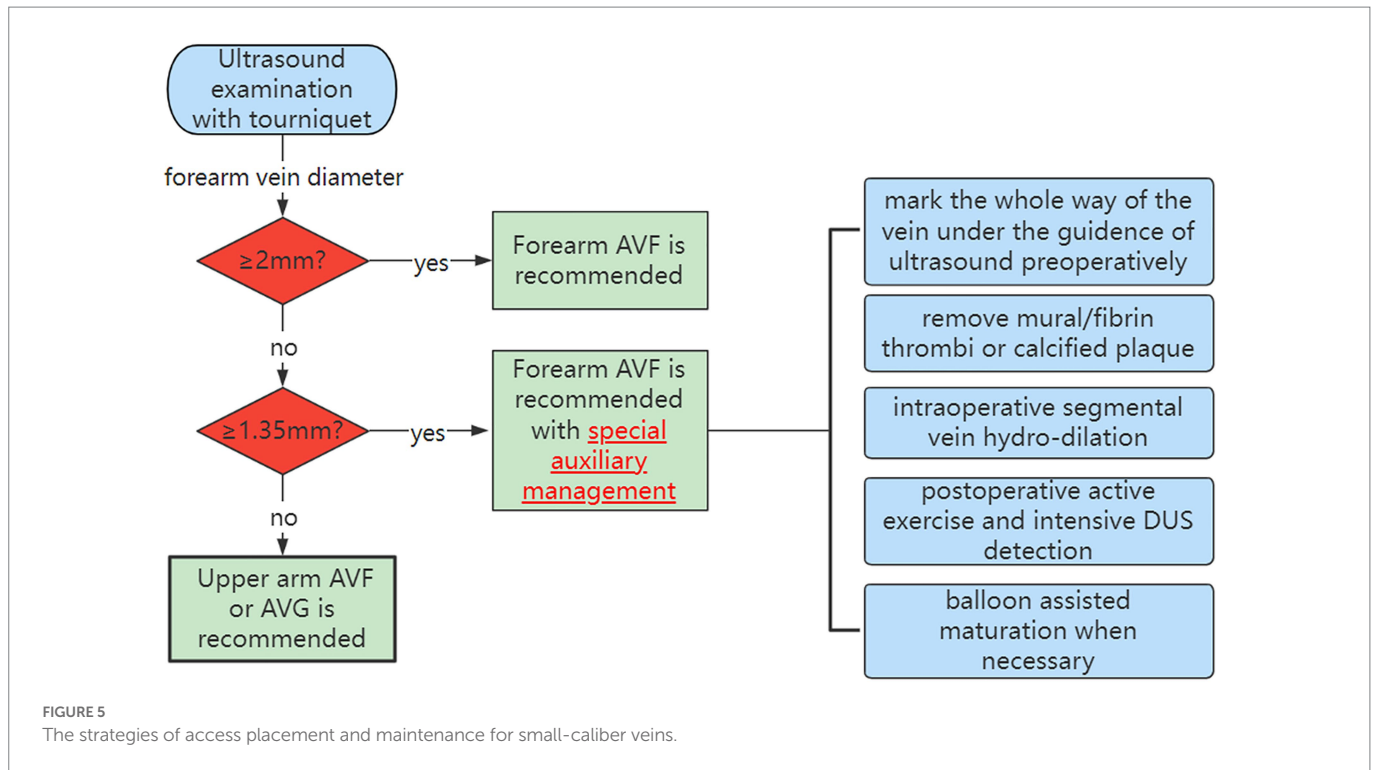 Ultrasound
examination
with tourniquet
forearm vein diameter
≥2mm?
yes
Forearm AVF is
recommended
no
≥1.35mm?
yes
Forearm AVF is
recommended
with special
auxiliary
management
no
Upper arm AVF
or AVG is
recommended
mark the whole way of the
vein under the guidence of
ultrasound preoperatively
remove mural/fibrin
thrombi or calcified plaque
intraoperative segmental
vein hydro-dilation
postoperative active
exercise and intensive DUS
detection
balloon assisted
maturation when
necessary
FIGURE 5
The strategies of access placement and maintenance for small-caliber veins.